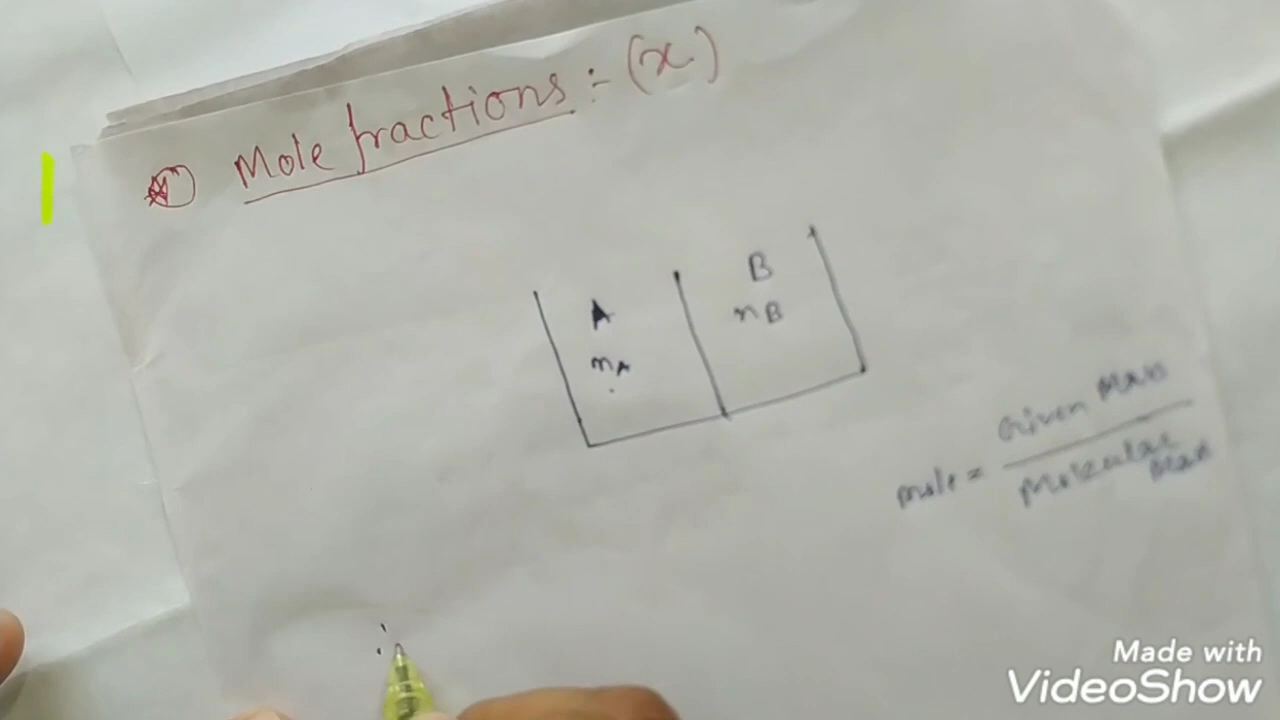 Mole fractions :- (x)
A
nA
B
nB
mole = Given Mass
Molecular Mass
Made with
VideoShow